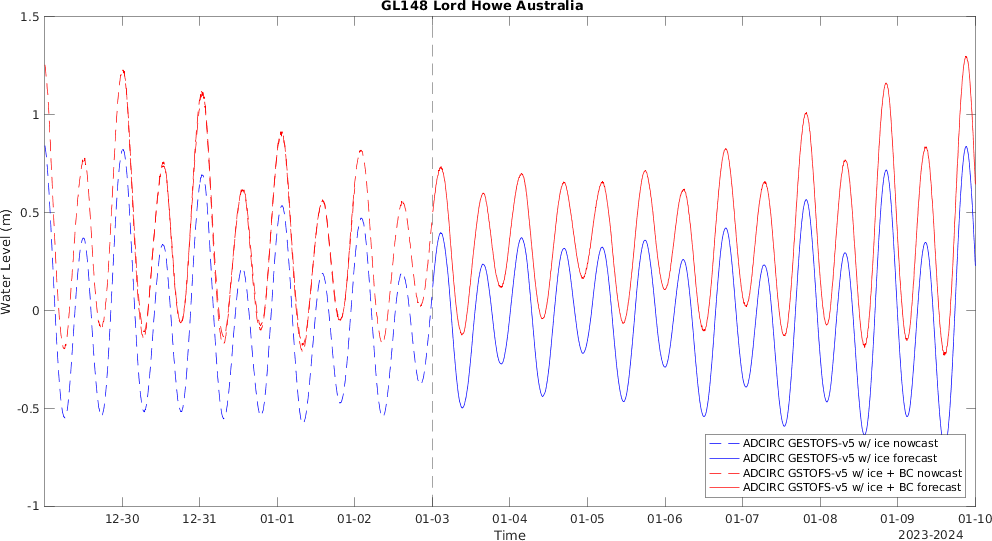 GL148 Lord Howe Australia
1.5
1
0.5
0
-0.5
-1
Water Level (m)
ADCIRC GESTOFS-v5 w/ ice nowcast
ADCIRC GESTOFS-v5 w/ ice forecast
ADCIRC GSTOFS-v5 w/ ice + BC nowcast
ADCIRC GSTOFS-v5 w/ ice + BC forecast
12-30 12-31 01-01 01-02 01-03 01-04 01-05 01-06 01-07 01-08 01-09 01-10
Time
2023-2024